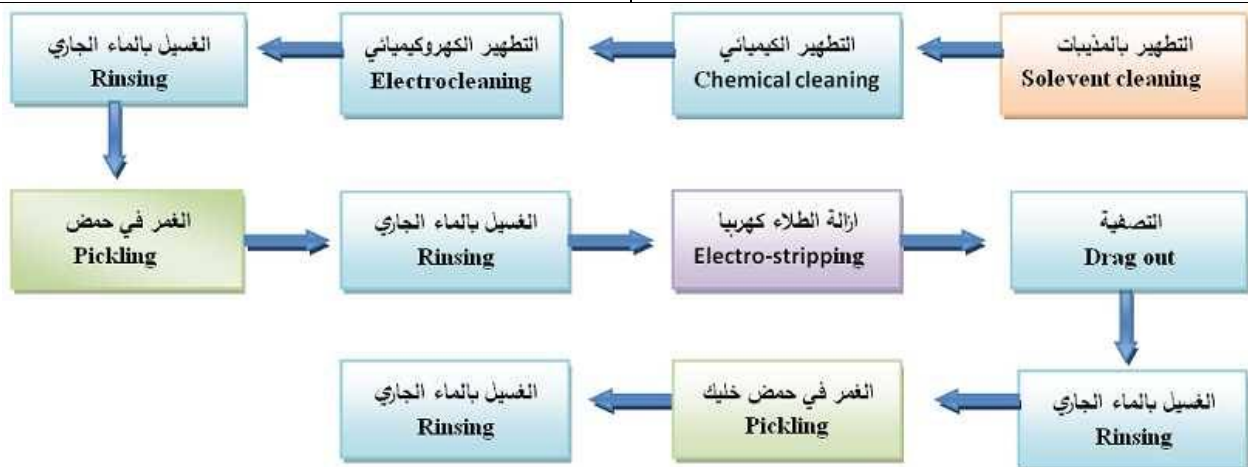 التطهير بالمذيبات
Solevent cleaning
التطهير الكيميائي
Chemical cleaning
التطهير الكهروكيميائي
Electrocleaning
الغسيل بالماء الجاري
Rinsing
الغمر في حمض
Pickling
الغسيل بالماء الجاري
Rinsing
ازالة الطلاء كهربيا
Electro-stripping
التصفية
Drag out
الغسيل بالماء الجاري
Rinsing
الغمر في حمض خليك
Pickling
الغسيل بالماء الجاري
Rinsing